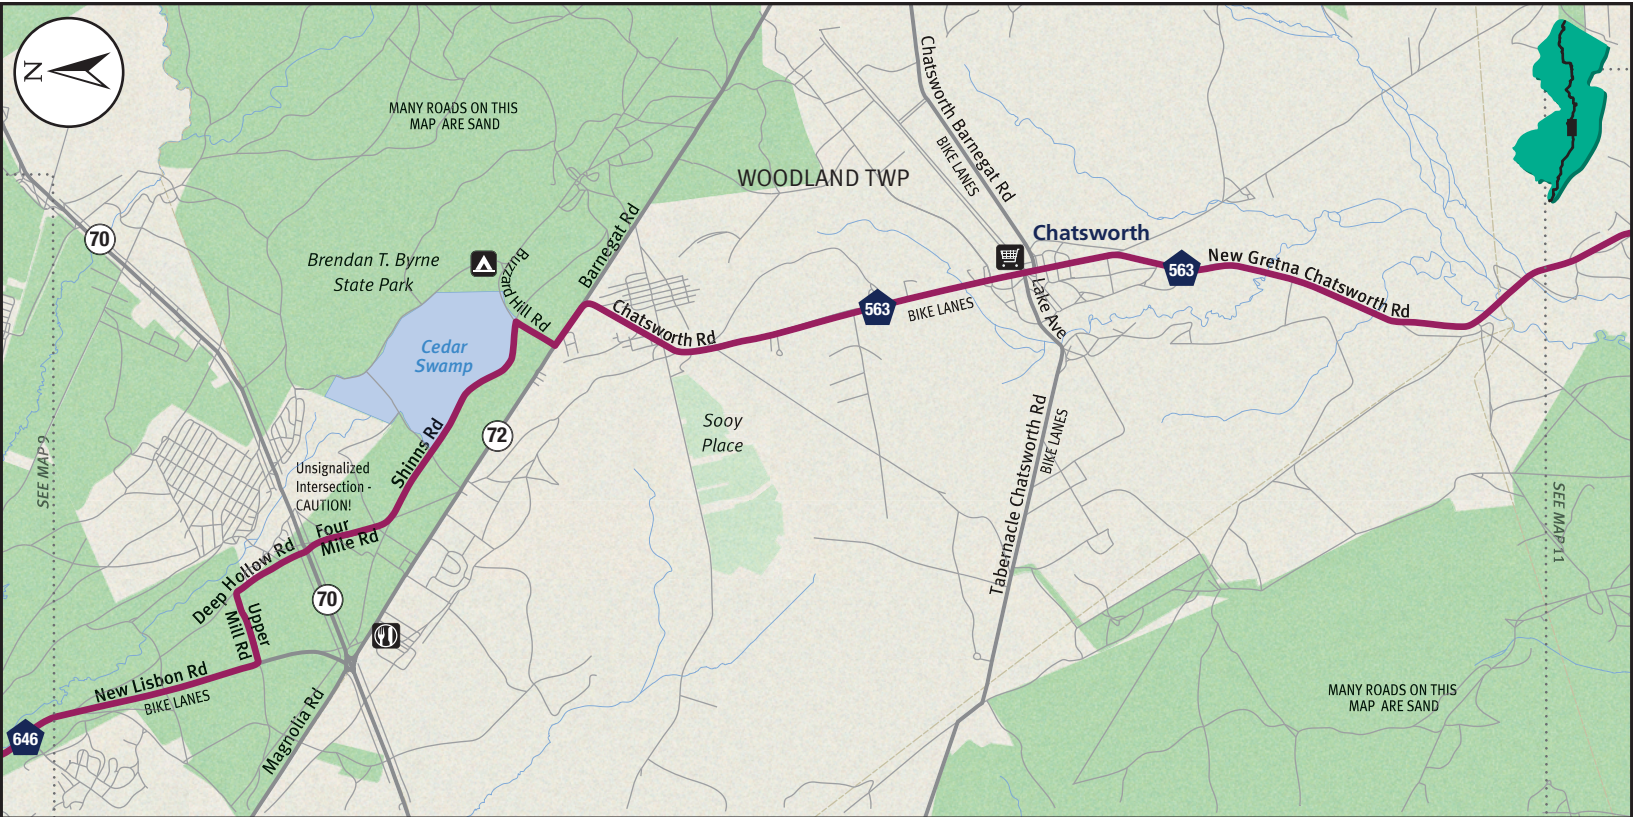 N
MANY ROADS ON THIS
MAP ARE SAND
WOODLAND TWP
Chatsworth Barnegat Rd
BIKE LANES
70
Brendan T. Byrne
State Park
Buzzard Hill Rd
Barnegat Rd
Chatsworth
563
New Gretna Chatsworth Rd
Chatsworth Rd
563
BIKE LANES
Lake Ave
Cedar
Swamp
SEE MAP 9
Shinns Rd
72
Sooy
Place
Tabernacle Chatsworth Rd
BIKE LANES
Unsignalized
Intersection -
CAUTION!
Four
Mile Rd
Deep Hollow Rd
SEE MAP 11
70
Upper
Mill Rd
New Lisbon Rd
BIKE LANES
Magnolia Rd
646
MANY ROADS ON THIS
MAP ARE SAND